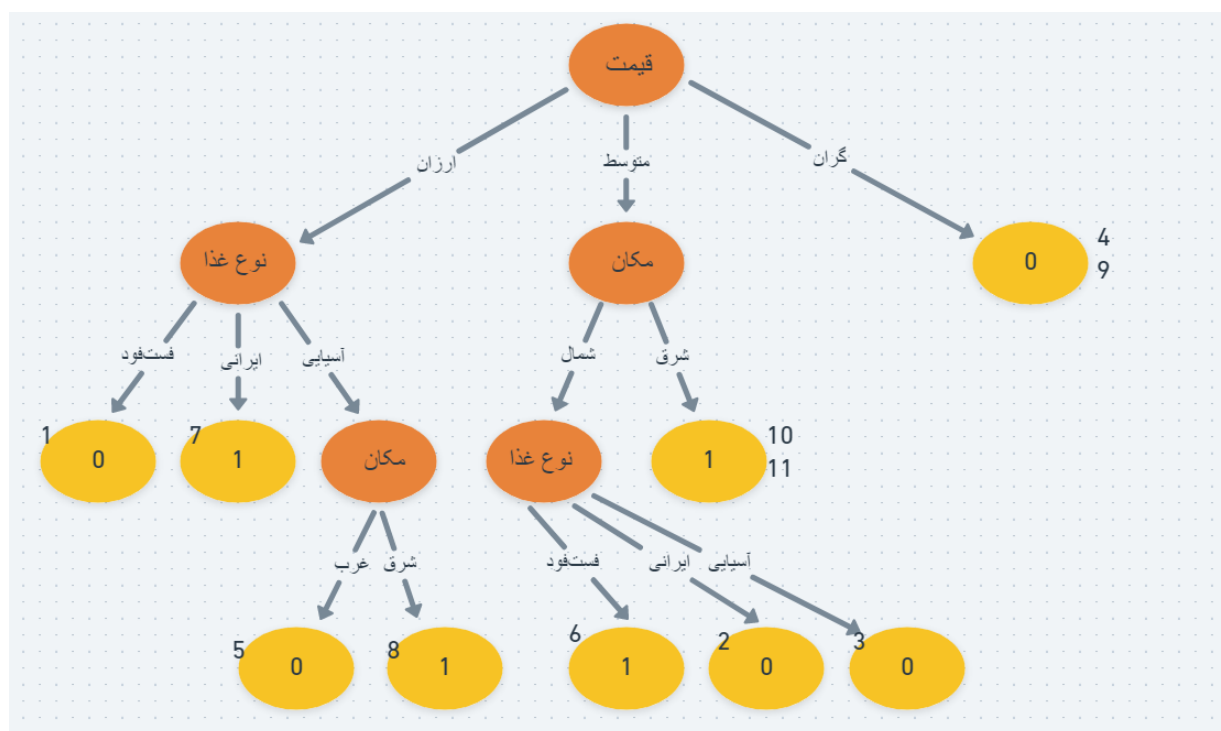 قیمت
ارزان
متوسط
گران
نوع غذا
مکان
0
4
9
فست‌فود
ایرانی
آسیایی
شمال
شرق
1
0
7
1
مکان
نوع غذا
1
10
11
غرب
شرق
فست‌فود
ایرانی
آسیایی
5
0
8
1
6
1
2
0
3
0